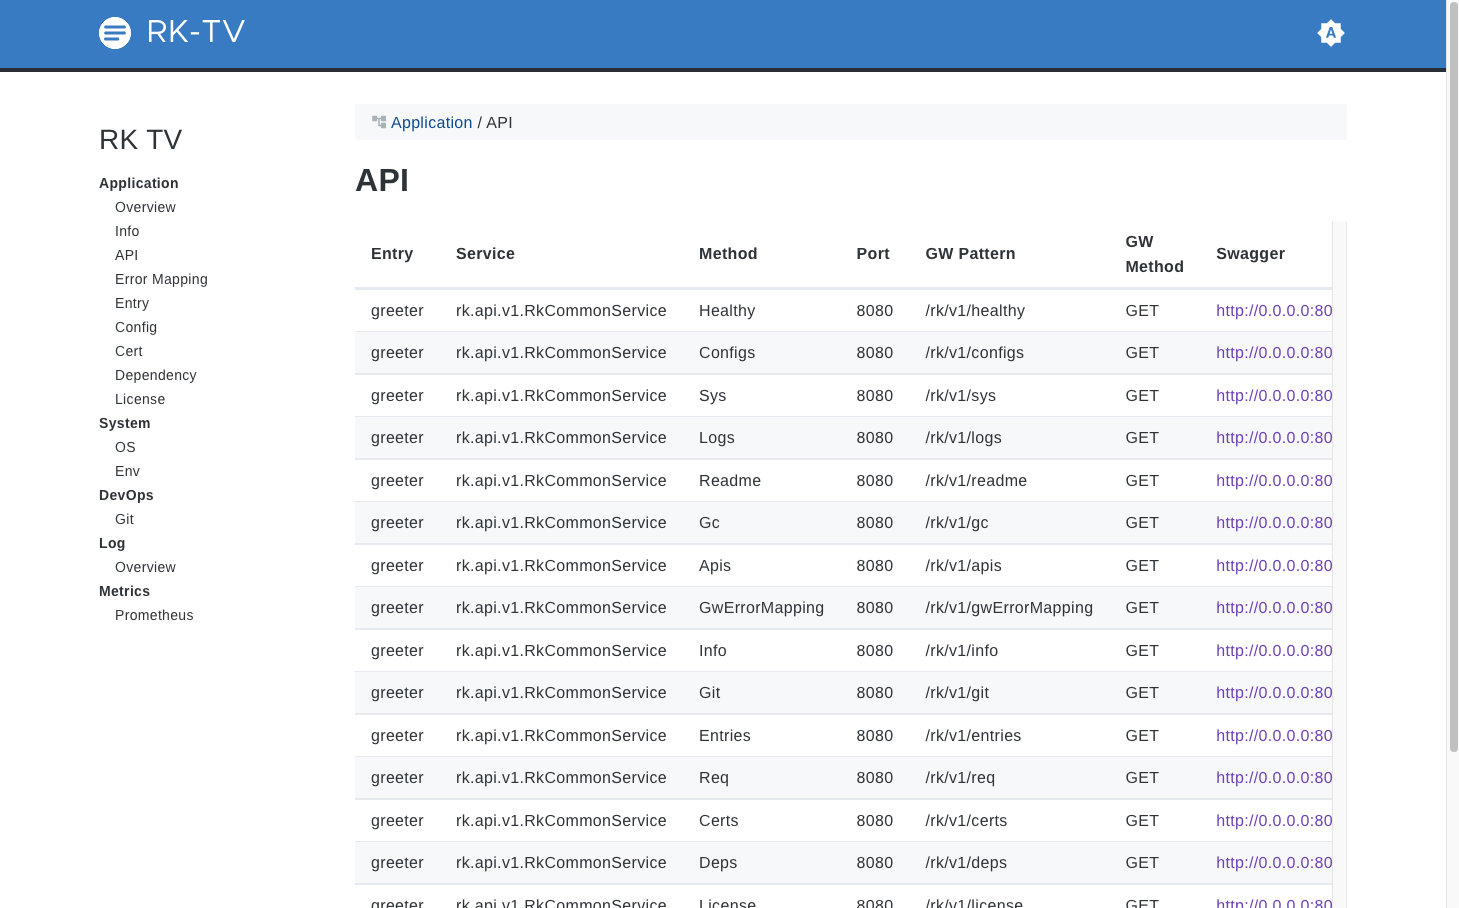 RK-TV
A
RK TV
Application
Overview
Info
API
Error Mapping
Entry
Config
Cert
Dependency
License
System
OS
Env
DevOps
Git
Log
Overview
Metrics
Prometheus
Application / API
API
Entry Service Method Port GW Pattern GW Method Swagger
greeter rk.api.v1.RkCommonService Healthy 8080 /rk/v1/healthy GET http://0.0.0.0:80
greeter rk.api.v1.RkCommonService Configs 8080 /rk/v1/configs GET http://0.0.0.0:80
greeter rk.api.v1.RkCommonService Sys 8080 /rk/v1/sys GET http://0.0.0.0:80
greeter rk.api.v1.RkCommonService Logs 8080 /rk/v1/logs GET http://0.0.0.0:80
greeter rk.api.v1.RkCommonService Readme 8080 /rk/v1/readme GET http://0.0.0.0:80
greeter rk.api.v1.RkCommonService Gc 8080 /rk/v1/gc GET http://0.0.0.0:80
greeter rk.api.v1.RkCommonService Apis 8080 /rk/v1/apis GET http://0.0.0.0:80
greeter rk.api.v1.RkCommonService GwErrorMapping 8080 /rk/v1/gwErrorMapping GET http://0.0.0.0:80
greeter rk.api.v1.RkCommonService Info 8080 /rk/v1/info GET http://0.0.0.0:80
greeter rk.api.v1.RkCommonService Git 8080 /rk/v1/git GET http://0.0.0.0:80
greeter rk.api.v1.RkCommonService Entries 8080 /rk/v1/entries GET http://0.0.0.0:80
greeter rk.api.v1.RkCommonService Req 8080 /rk/v1/req GET http://0.0.0.0:80
greeter rk.api.v1.RkCommonService Certs 8080 /rk/v1/certs GET http://0.0.0.0:80
greeter rk.api.v1.RkCommonService Deps 8080 /rk/v1/deps GET http://0.0.0.0:80
greeter rk.api.v1.RkCommonService License 8080 /rk/v1/license GET http://0.0.0.0:80